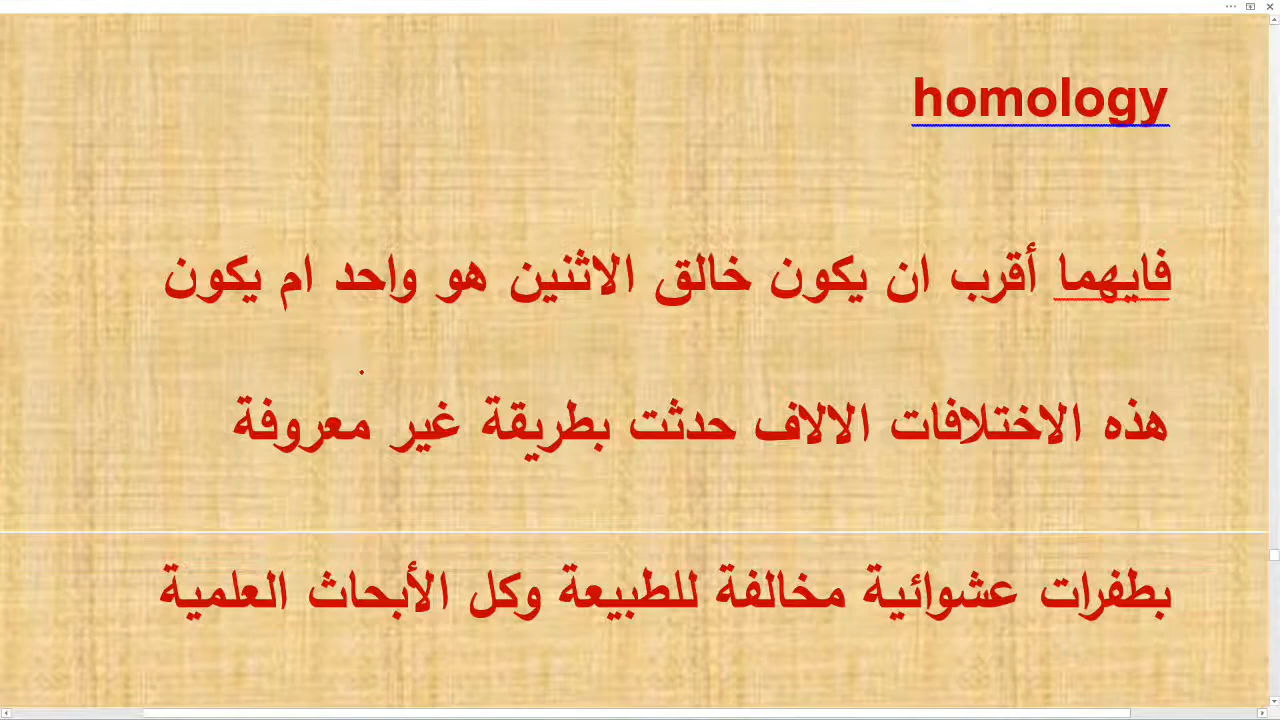 homology
فايهما أقرب ان يكون خالق الاثنين هو واحد ام يكون
هذه الاختلافات الالاف حدثت بطريقة غير معروفة
بطفرات عشوائية مخالفة للطبيعة وكل الأبحاث العلمية